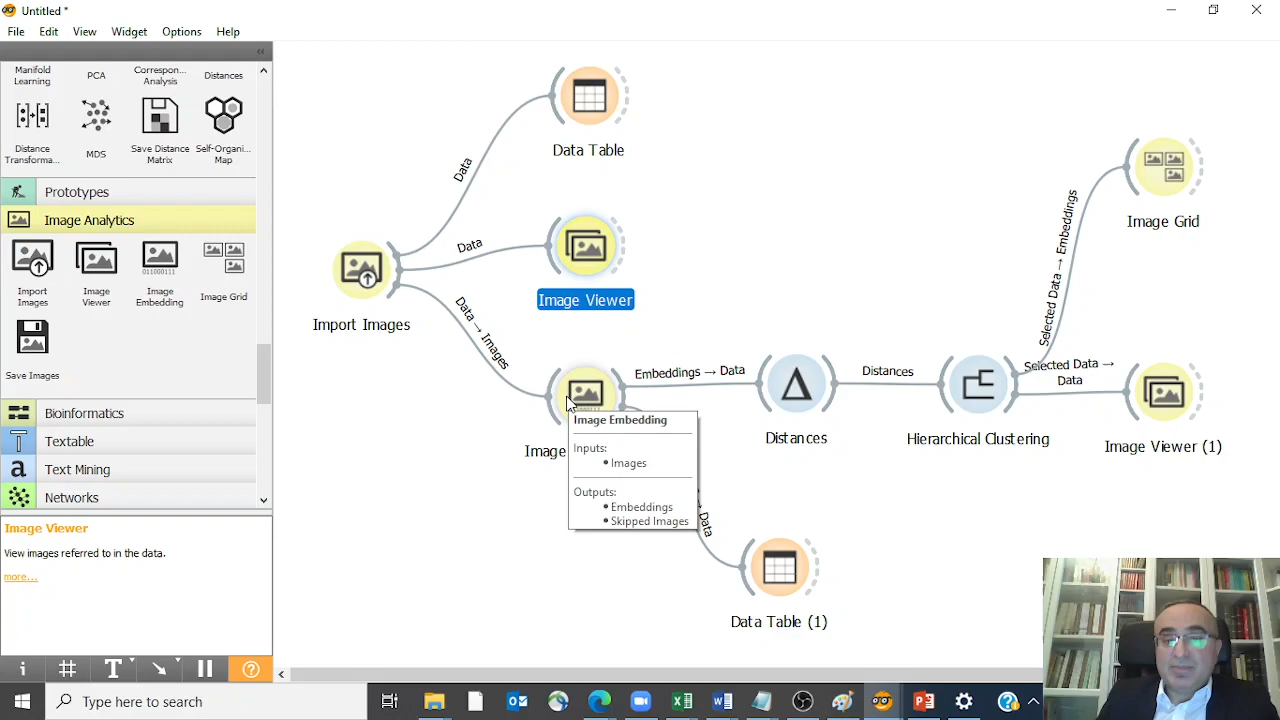 Untitled *
File Edit View Widget Options Help
Manifold Learning
PCA
Correspon... Analysis
Distances
Distance Transforma...
MDS
Save Distance Matrix
Self-Organi... Map
Prototypes
Image Analytics
011000111
Import Images
Image Viewer
Image Embedding
Image Grid
Save Images
Bioinformatics
Textable
a Text Mining
Networks
Image Viewer
View images referred to in the data.
more...
Data Table
Data
Data
Import Images
Image Viewer
Data → Images
Image
Image Embedding
Inputs:
• Images
Outputs:
• Embeddings
• Skipped Images
Embeddings → Data
Distances
Distances
Hierarchical Clustering
Selected Data → Embeddings
Image Grid
Selected Data →
Data
Image Viewer (1)
→ Data
Data Table (1)
Type here to search